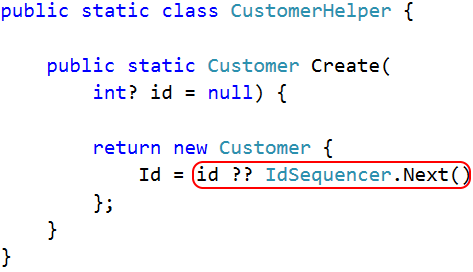 public static class CustomerHelper {
public static Customer Create(
int? id = null) {
return new Customer {
Id = id ?? IdSequencer.Next()
};
}
}